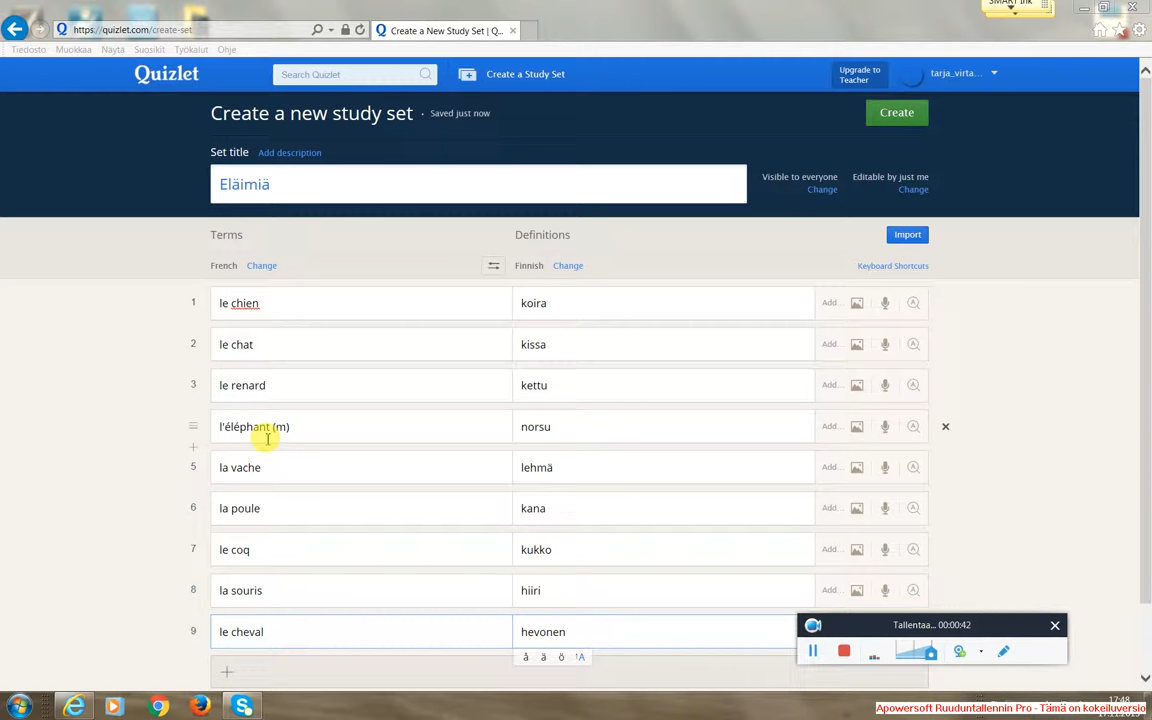 SMART Ink
https://quizlet.com/create-set
Create a New Study Set | Q...
Tiedosto Muokkaa Näytä Suosikit Työkalut Ohje
Quizlet
Search Quizlet
Create a Study Set
Upgrade to
Teacher
tarja_virta...
Create a new study set · Saved just now
Create
Set title Add description
Eläimiä
Visible to everyone
Change
Editable by just me
Change
Terms Definitions
Import
French Change Finnish Change Keyboard Shortcuts
1 le chien koira Add...
2 le chat kissa Add...
3 le renard kettu Add...
l'éléphant (m) norsu Add...
5 la vache lehmä Add...
6 la poule kana Add...
7 le coq kukko Add...
8 la souris hiiri Add...
9 le cheval hevonen
å ä ö ↑A
Tallentaa... 00:00:42
17:48
Apowersoft Ruuduntallennin Pro - Tämä on kokeiluversio